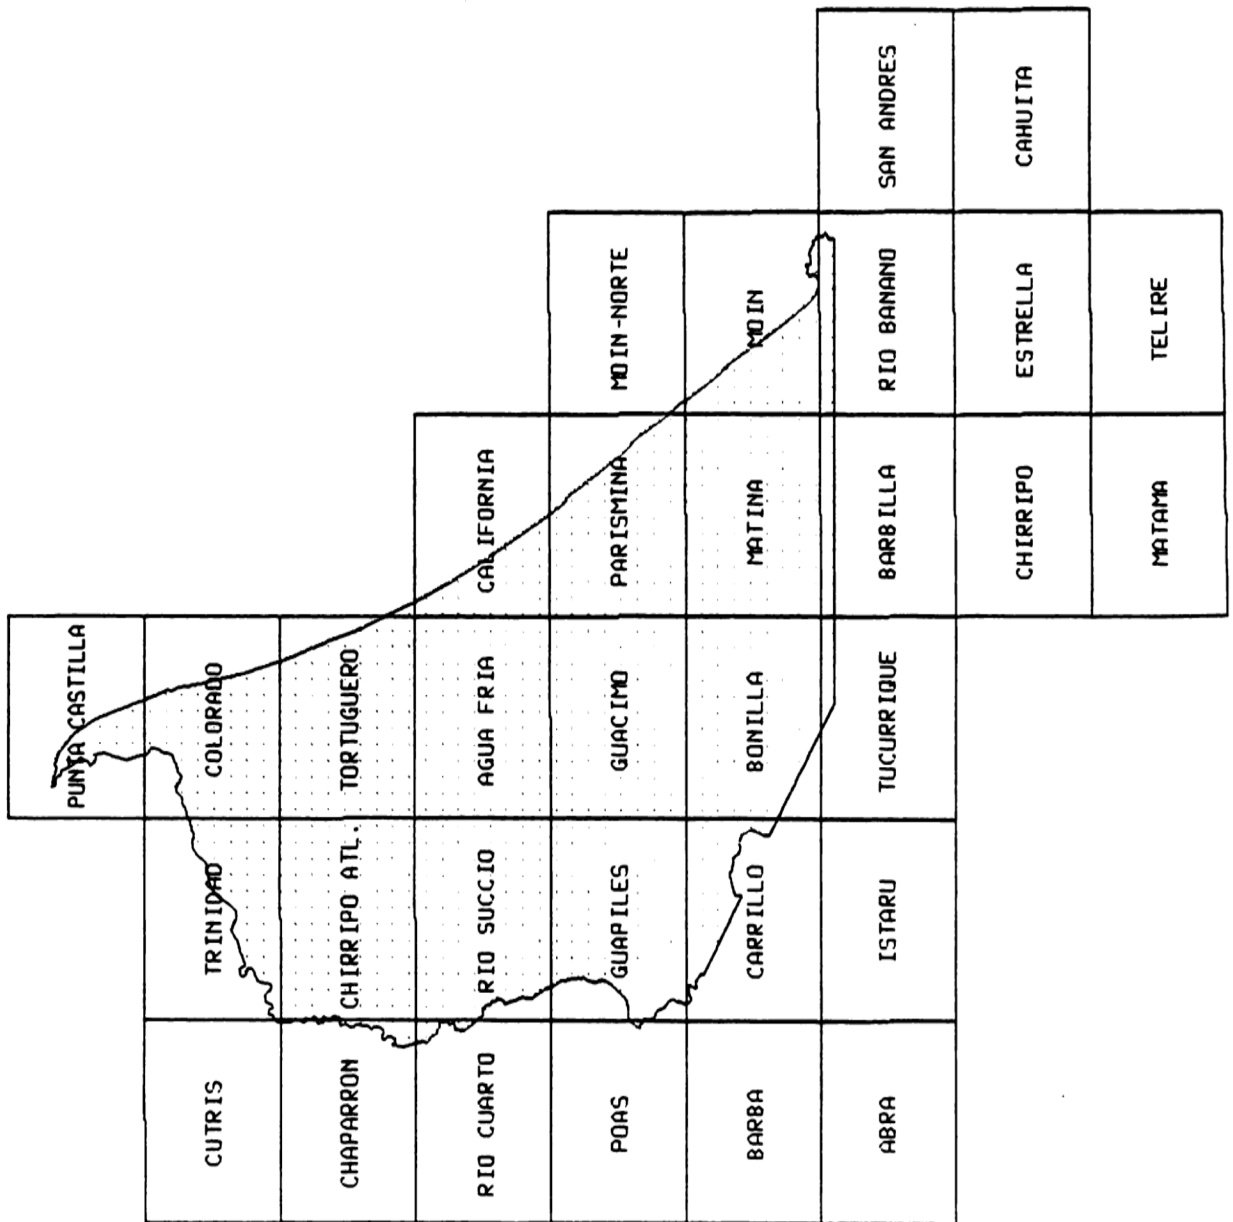 PUNTA CASTILLA
CUTRIS
TRINIDAD
COLORADO
CHAPARRON
CHIRRIPO ATL.
TORTUGUERO
RIO CUARTO
RIO SUCCIO
AGUA FRIA
CALIFORNIA
POAS
GUAPILES
GUACIMO
PARISMINA
MOIN-NORTE
BARBA
CARRILLO
BONILLA
MATINA
MOIN
ABRA
ISTARU
TUCURRIQUE
BARBILLA
RIO BANANO
SAN ANDRES
CHIRRIPO
ESTRELLA
CAHUITA
MATAMA
TELIRE